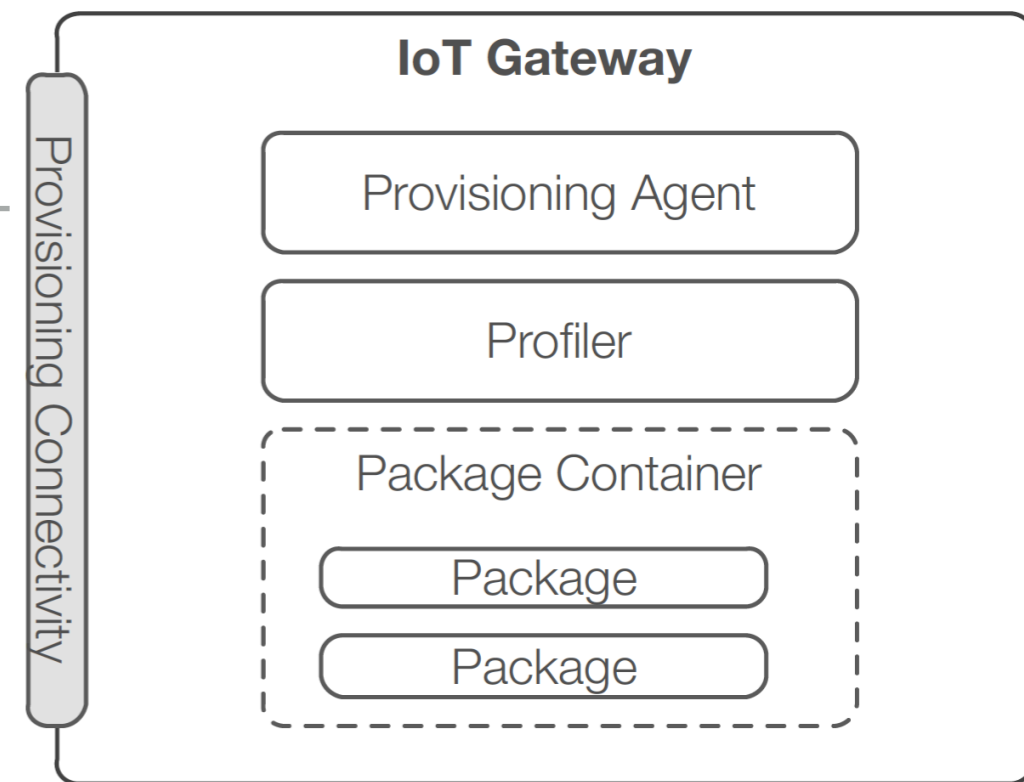 IoT Gateway
Provisioning Connectivity
Provisioning Agent
Profiler
Package Container
Package
Package